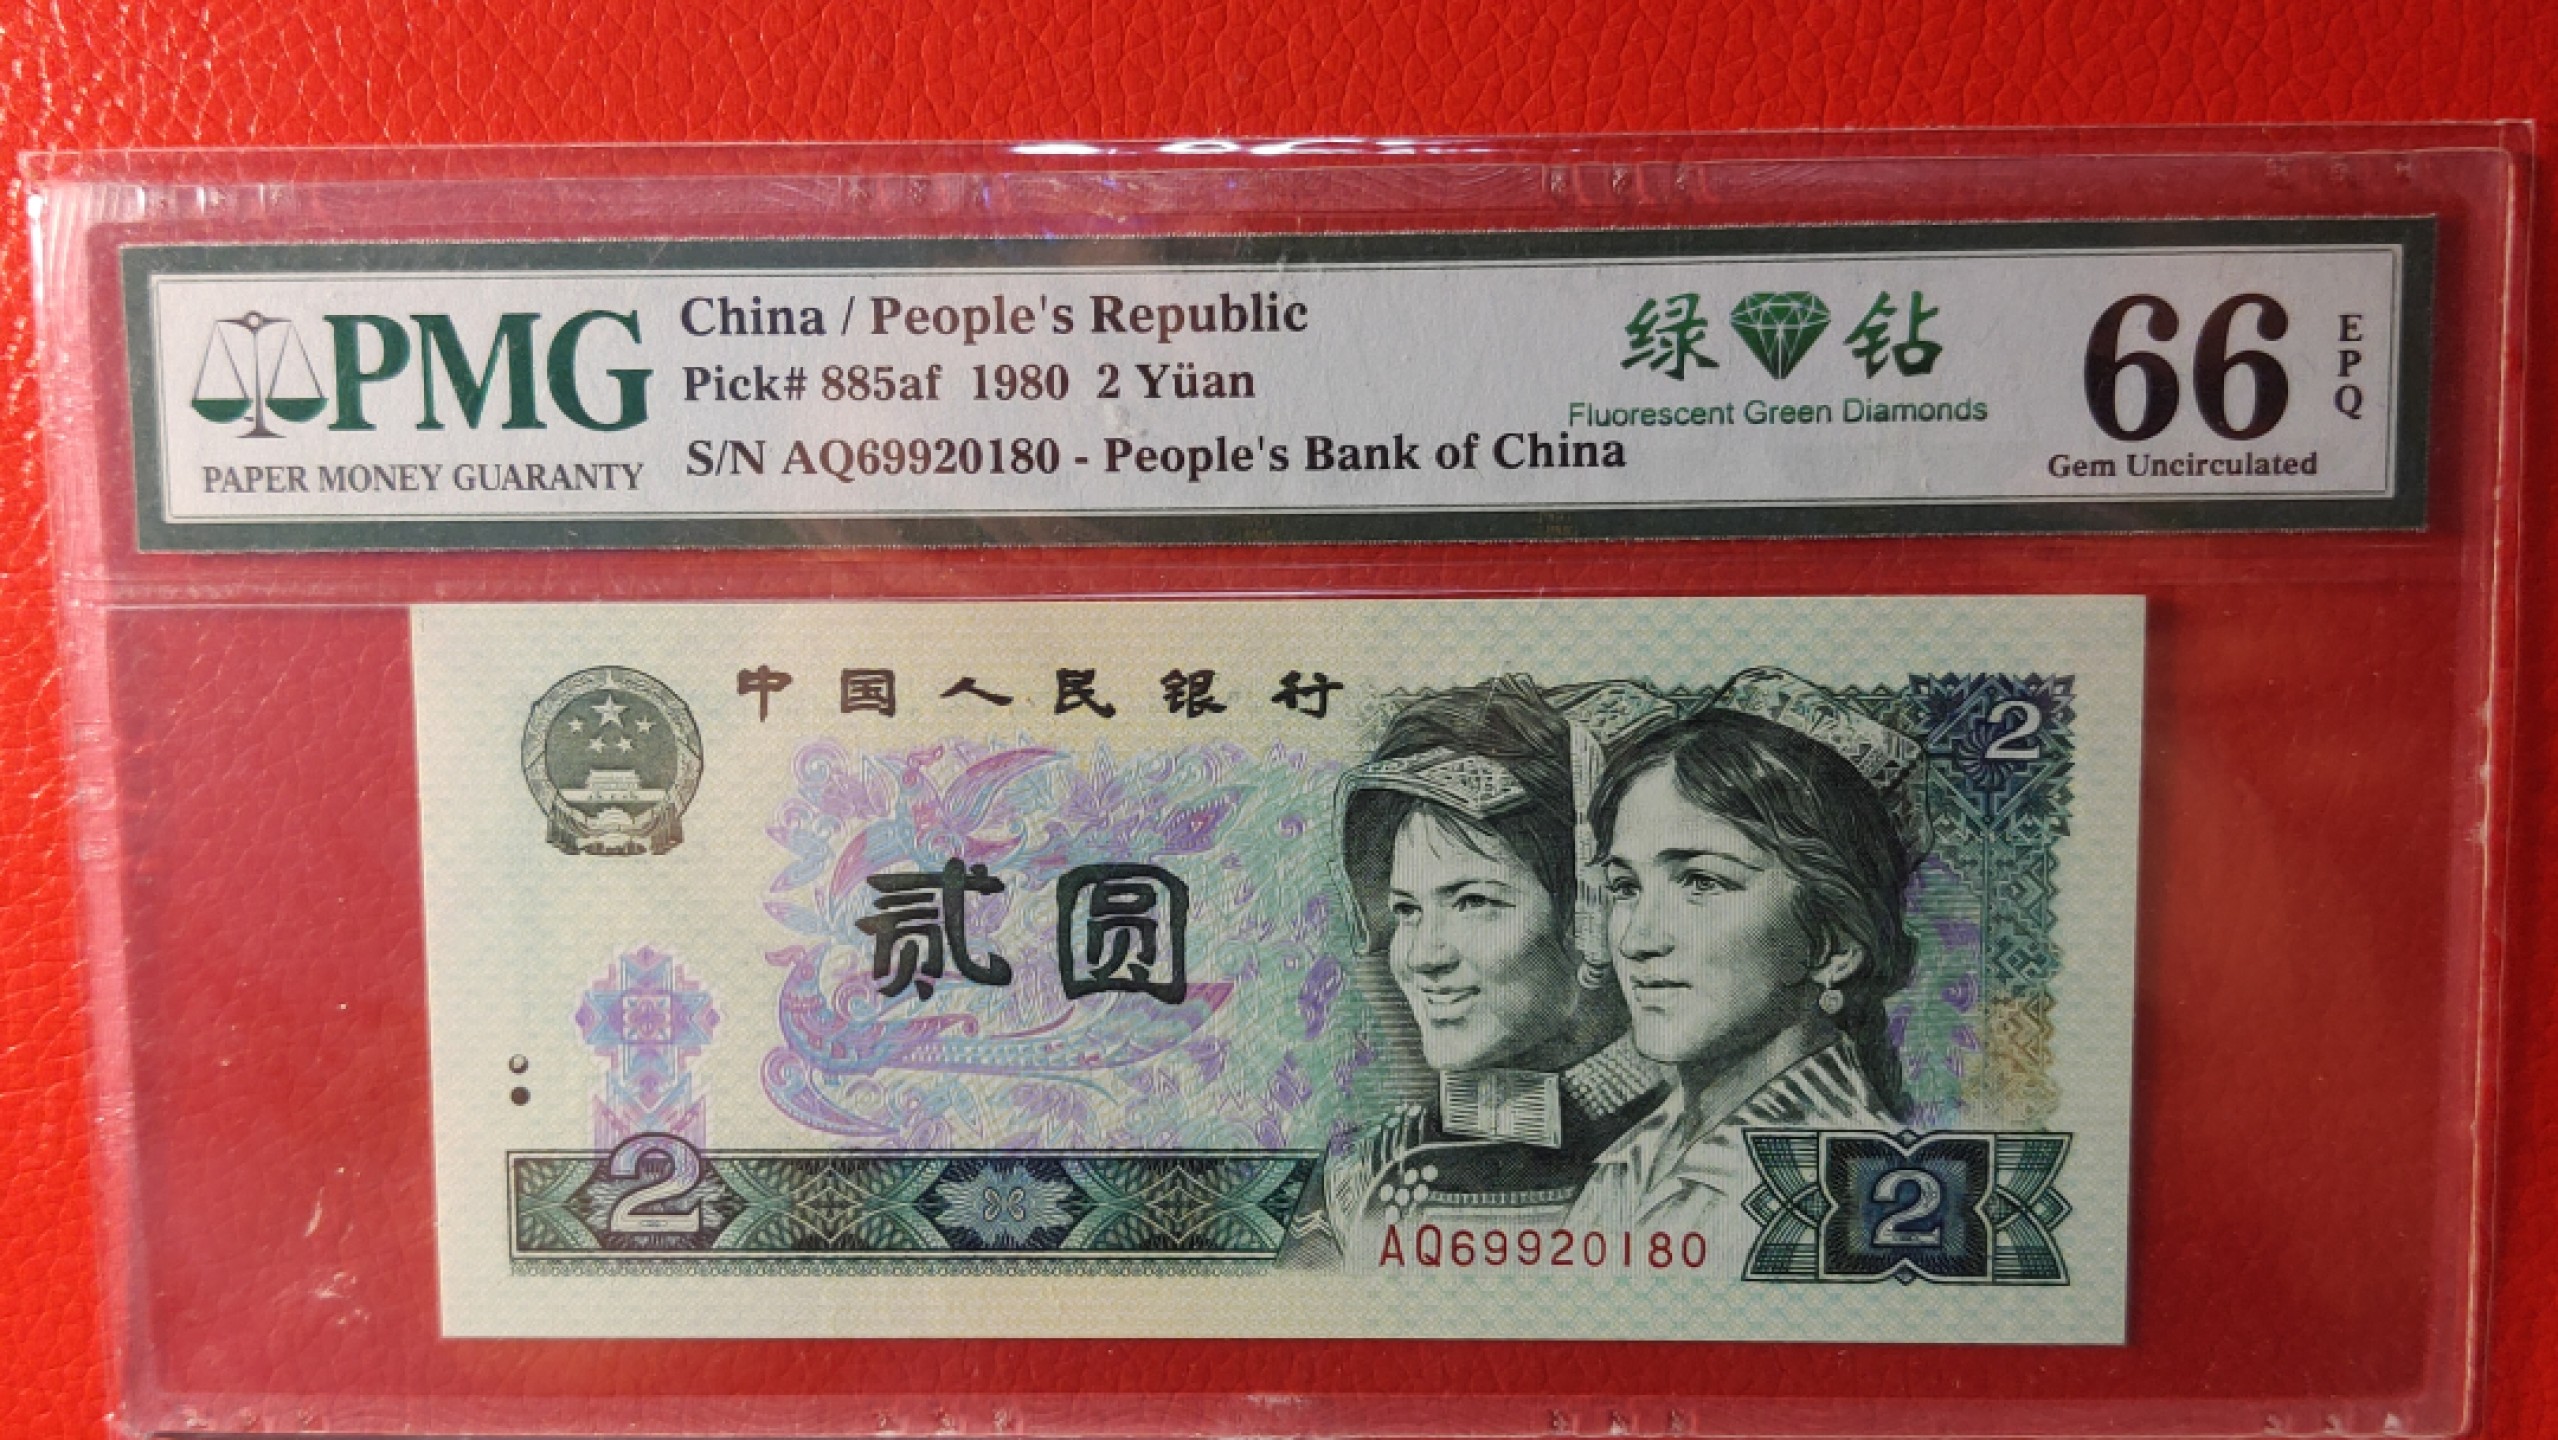 PMG
PAPER MONEY GUARANTY
China / People's Republic
Pick# 885af 1980 2 Yüan
S/N AQ69920180 - People's Bank of China
绿钻
Fluorescent Green Diamonds
66
EPQ
Gem Uncirculated
中国人民银行
2
贰圆
2
AQ69920180
2